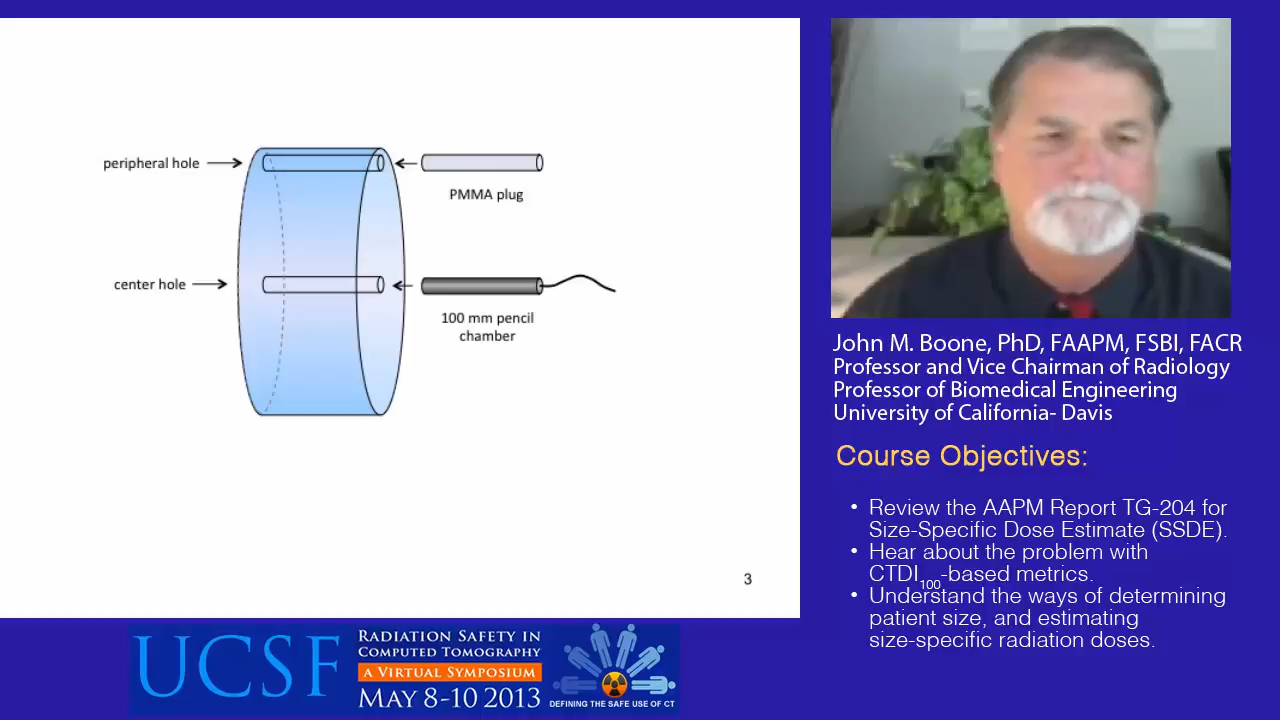 peripheral hole
PMMA plug
center hole
100 mm pencil
chamber
3
John M. Boone, PhD, FAAPM, FSBI, FACR
Professor and Vice Chairman of Radiology
Professor of Biomedical Engineering
University of California- Davis
Course Objectives:
• Review the AAPM Report TG-204 for
Size-Specific Dose Estimate (SSDE).
• Hear about the problem with
CTDI100-based metrics.
• Understand the ways of determining
patient size, and estimating
size-specific radiation doses.
UCSF
RADIATION SAFETY IN
COMPUTED TOMOGRAPHY
A VIRTUAL SYMPOSIUM
MAY 8-10 2013
DEFINING THE SAFE USE OF CT